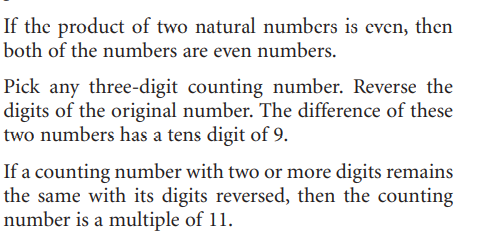 If the product of two natural numbers is even, then
both of the numbers are even numbers.
Pick any three-digit counting number. Reverse the
digits of the original number. The difference of these
two numbers has a tens digit of 9.
If a counting number with two or more digits remains
the same with its digits reversed, then the counting
number is a multiple of 11.